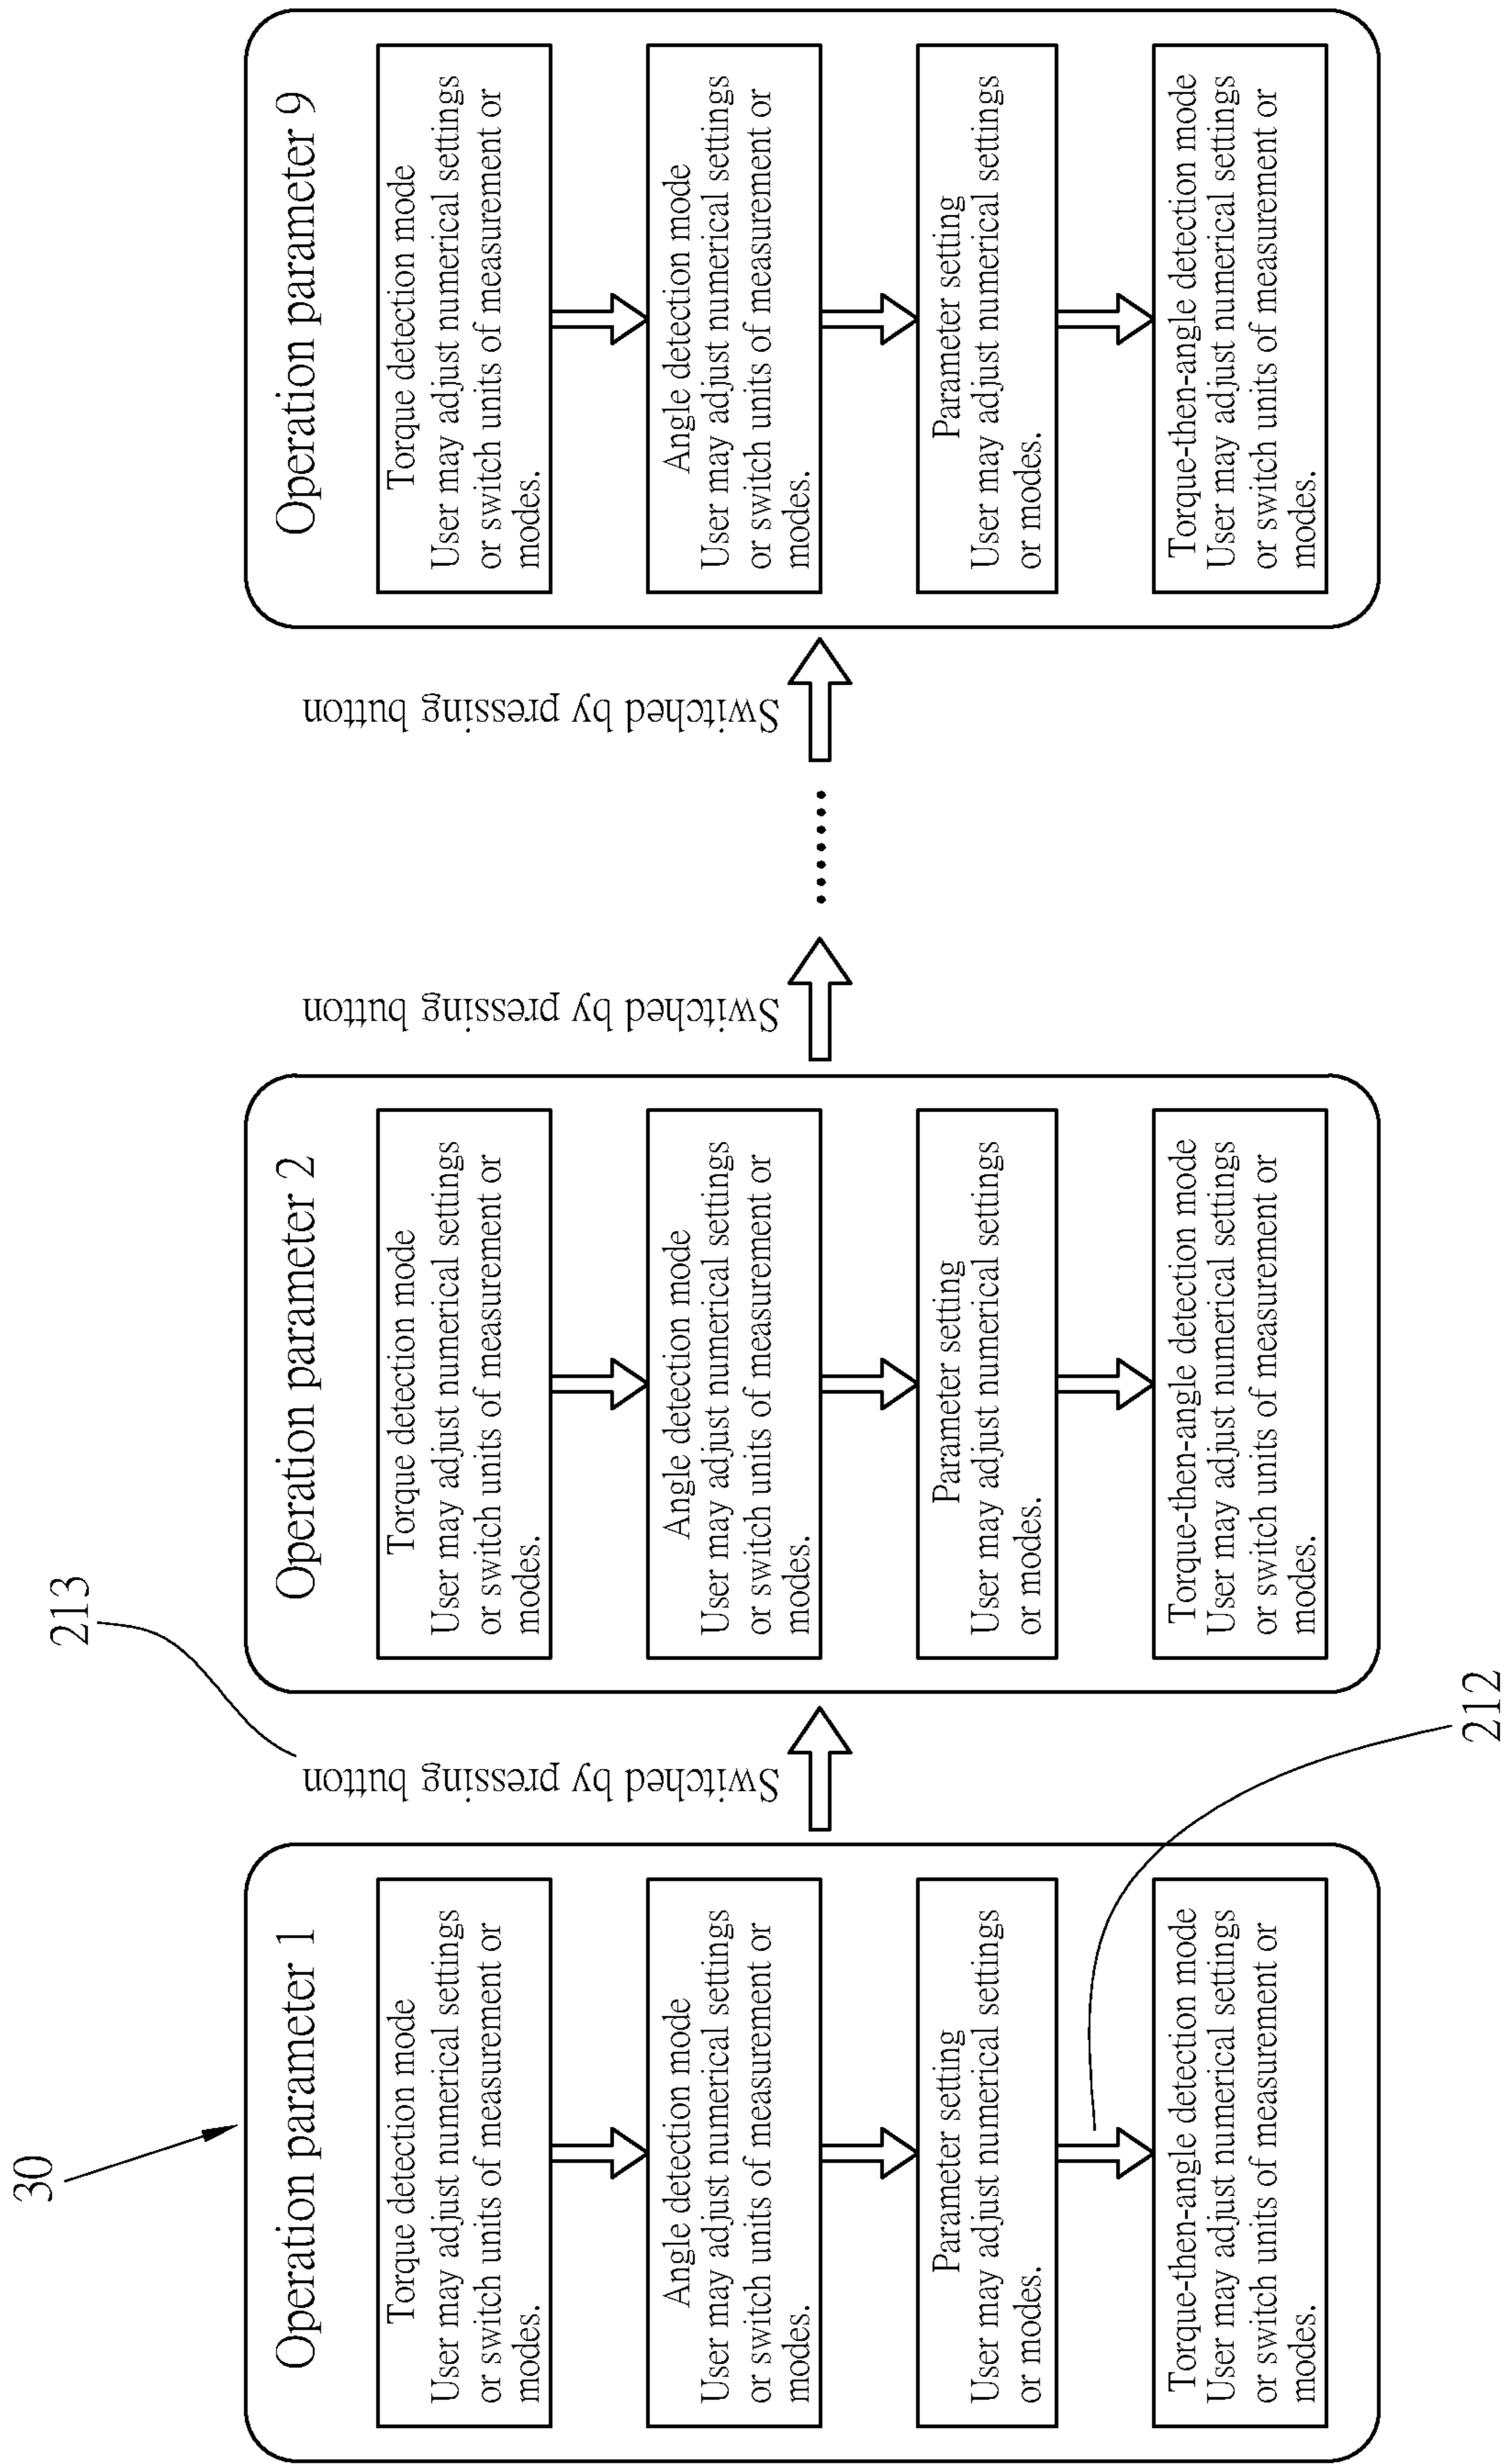 30
Operation parameter 1
Torque detection mode
User may adjust numerical settings
or switch units of measurement or
modes.
Angle detection mode
User may adjust numerical settings
or switch units of measurement or
modes.
Parameter setting
User may adjust numerical settings
or modes.
Torque-then-angle detection mode
User may adjust numerical settings
or switch units of measurement or
modes.
212
213
Switched by pressing button
Operation parameter 2
Torque detection mode
User may adjust numerical settings
or switch units of measurement or
modes.
Angle detection mode
User may adjust numerical settings
or switch units of measurement or
modes.
Parameter setting
User may adjust numerical settings
or modes.
Torque-then-angle detection mode
User may adjust numerical settings
or switch units of measurement or
modes.
Switched by pressing button
.......
Switched by pressing button
Operation parameter 9
Torque detection mode
User may adjust numerical settings
or switch units of measurement or
modes.
Angle detection mode
User may adjust numerical settings
or switch units of measurement or
modes.
Parameter setting
User may adjust numerical settings
or modes.
Torque-then-angle detection mode
User may adjust numerical settings
or switch units of measurement or
modes.